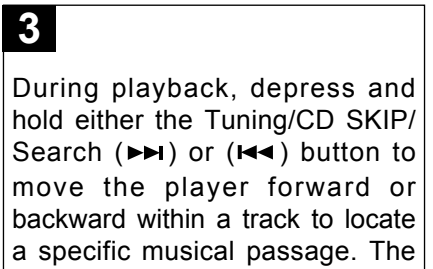 3
During playback, depress and
hold either the Tuning/CD SKIP/
Search (⏭) or (⏮) button to
move the player forward or
backward within a track to locate
a specific musical passage. The